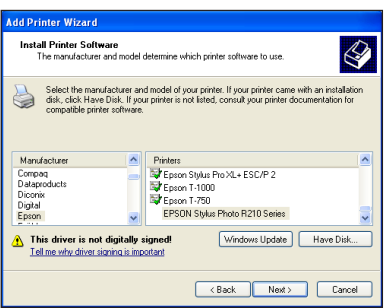 Add Printer Wizard
Install Printer Software
The manufacturer and model determine which printer software to use.
Select the manufacturer and model of your printer. If your printer came with an installation
disk, click Have Disk. If your printer is not listed, consult your printer documentation for
compatible printer software.
Manufacturer
Compaq
Dataproducts
Diconix
Digital
Epson
Printers
Epson Stylus Pro XL+ ESC/P 2
Epson T-1000
Epson T-750
EPSON Stylus Photo R210 Series
This driver is not digitally signed!
Tell me why driver signing is important
Windows Update
Have Disk...
< Back
Next >
Cancel